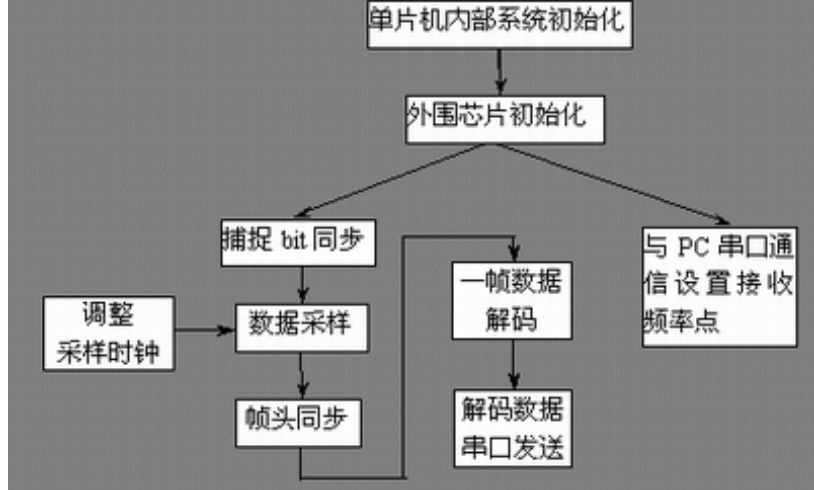 单片机内部系统初始化
外围芯片初始化
捕捉 bit 同步
与 PC 串口通
信设置接收
频率点
一帧数据
解码
调整
采样时钟
数据采样
帧头同步
解码数据
串口发送